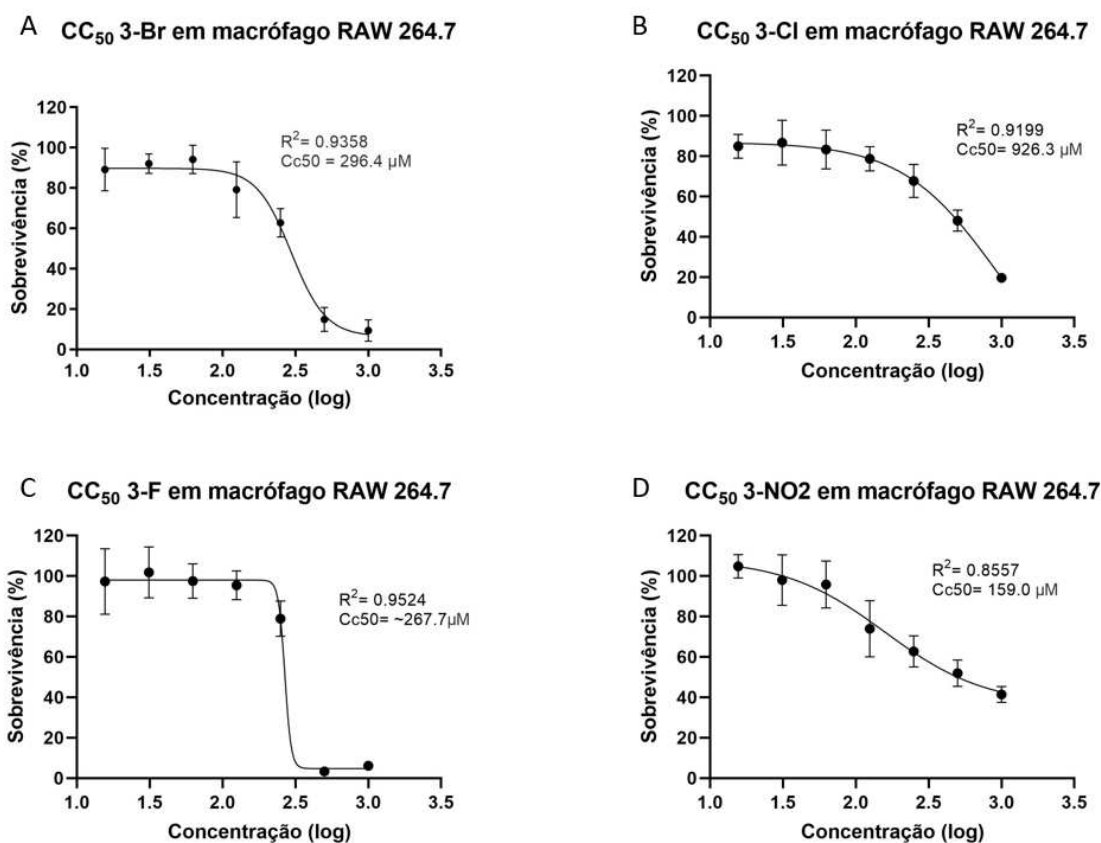 A
CC50 3-Br em macrófago RAW 264.7
Sobrevivência (%)
120
100
80
60
40
20
0
R2= 0.9358
Cc50 = 296.4 µM
1.0 1.5 2.0 2.5 3.0 3.5
Concentração (log)
B
CC50 3-Cl em macrófago RAW 264.7
Sobrevivência (%)
120
100
80
60
40
20
0
R2= 0.9199
Cc50= 926.3 µM
1.0 1.5 2.0 2.5 3.0 3.5
Concentração (log)
C
CC50 3-F em macrófago RAW 264.7
Sobrevivência (%)
120
100
80
60
40
20
0
R2= 0.9524
Cc50= ~267.7µM
1.0 1.5 2.0 2.5 3.0 3.5
Concentração (log)
D
CC50 3-NO2 em macrófago RAW 264.7
Sobrevivência (%)
120
100
80
60
40
20
0
R2= 0.8557
Cc50= 159.0 µM
1.0 1.5 2.0 2.5 3.0 3.5
Concentração (log)